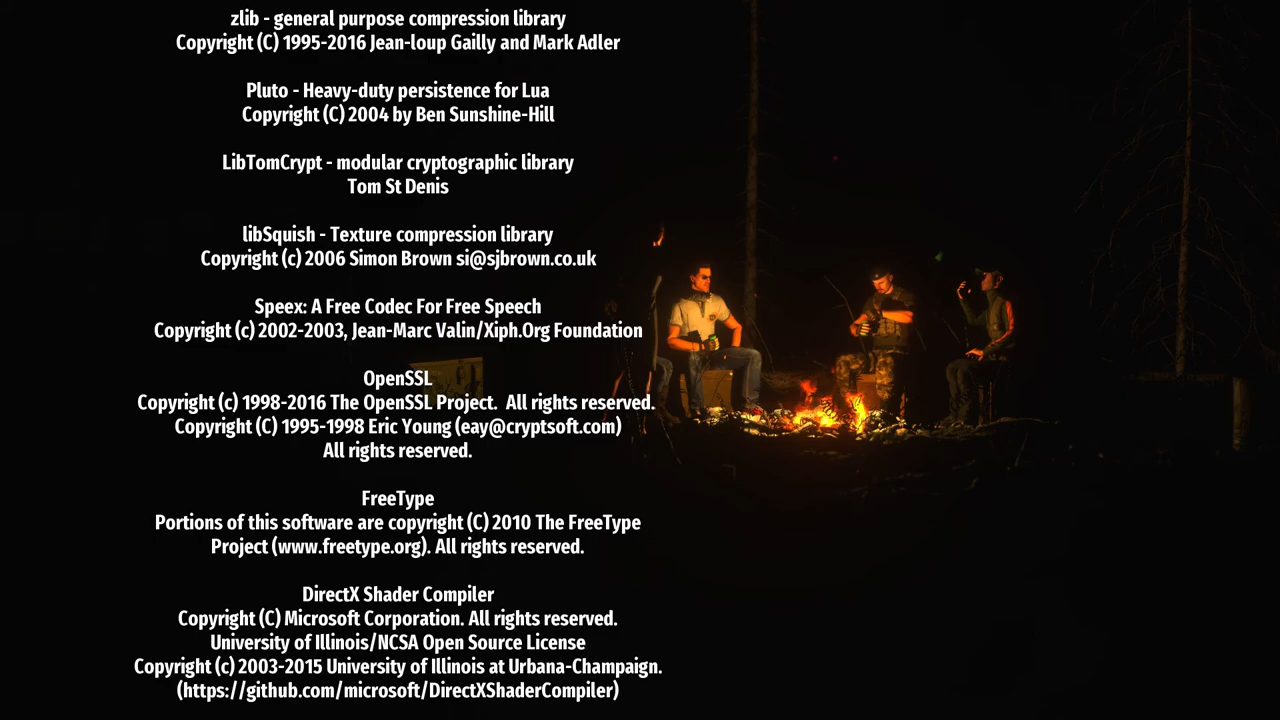 zlib - general purpose compression library
Copyright (C) 1995-2016 Jean-loup Gailly and Mark Adler
Pluto - Heavy-duty persistence for Lua
Copyright (C) 2004 by Ben Sunshine-Hill
LibTomCrypt - modular cryptographic library
Tom St Denis
libSquish - Texture compression library
Copyright (c) 2006 Simon Brown si@sjbrown.co.uk
Speex: A Free Codec For Free Speech
Copyright (c) 2002-2003, Jean-Marc Valin/Xiph.Org Foundation
OpenSSL
Copyright (c) 1998-2016 The OpenSSL Project.  All rights reserved.
Copyright (C) 1995-1998 Eric Young (eay@cryptsoft.com)
All rights reserved.
FreeType
Portions of this software are copyright (C) 2010 The FreeType
Project (www.freetype.org). All rights reserved.
DirectX Shader Compiler
Copyright (C) Microsoft Corporation. All rights reserved.
University of Illinois/NCSA Open Source License
Copyright (c) 2003-2015 University of Illinois at Urbana-Champaign.
(https://github.com/microsoft/DirectXShaderCompiler)